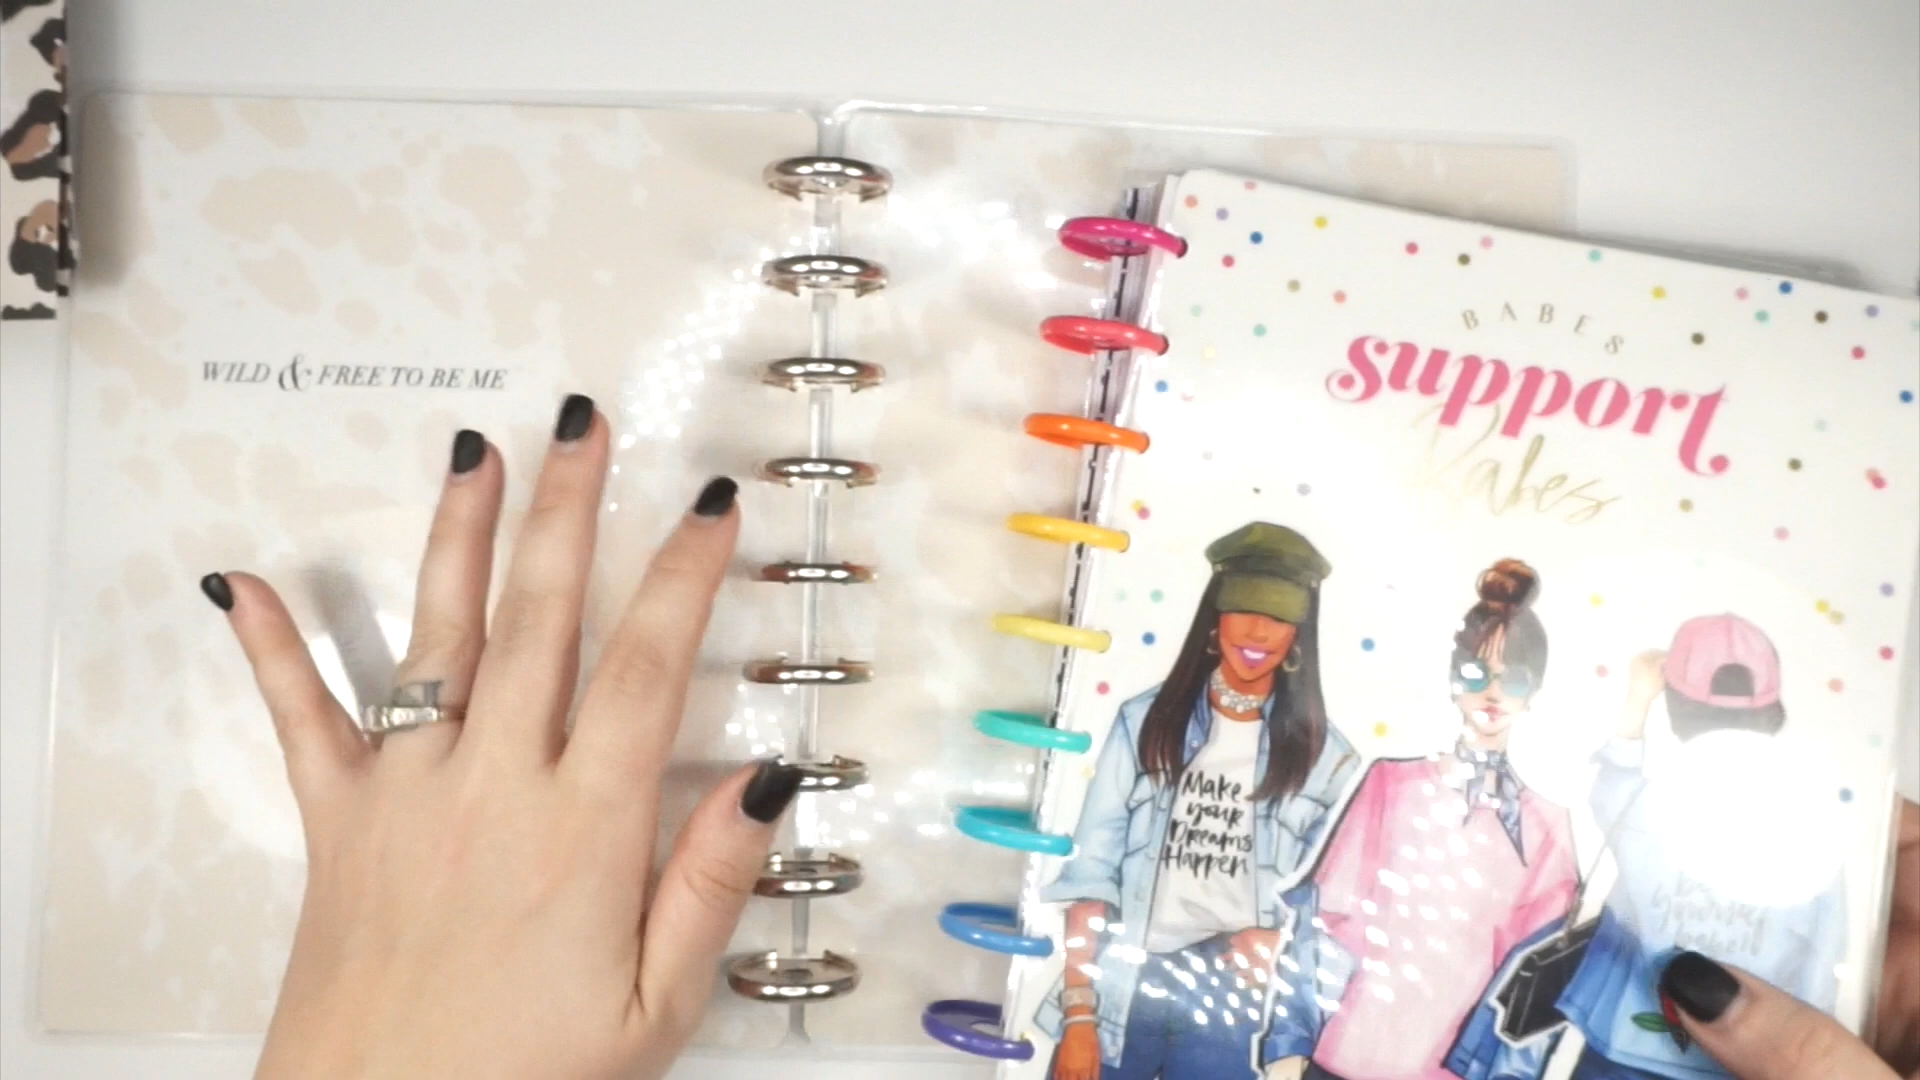 WILD & FREE TO BE ME
BABES
support
Babes
Make
your
Dreams
Happen